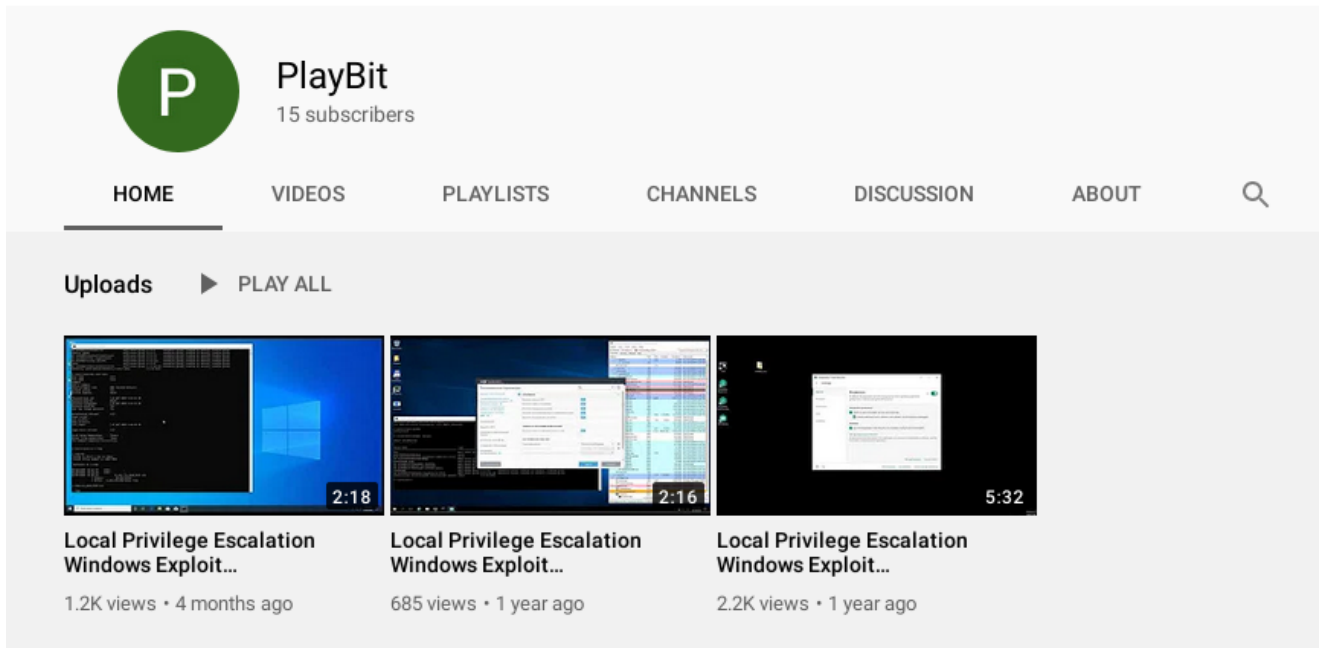 P
PlayBit
15 subscribers
HOME VIDEOS PLAYLISTS CHANNELS DISCUSSION ABOUT
Uploads PLAY ALL
2:18 2:16 5:32
Local Privilege Escalation Local Privilege Escalation Local Privilege Escalation
Windows Exploit... Windows Exploit... Windows Exploit...
1.2K views • 4 months ago 685 views • 1 year ago 2.2K views • 1 year ago